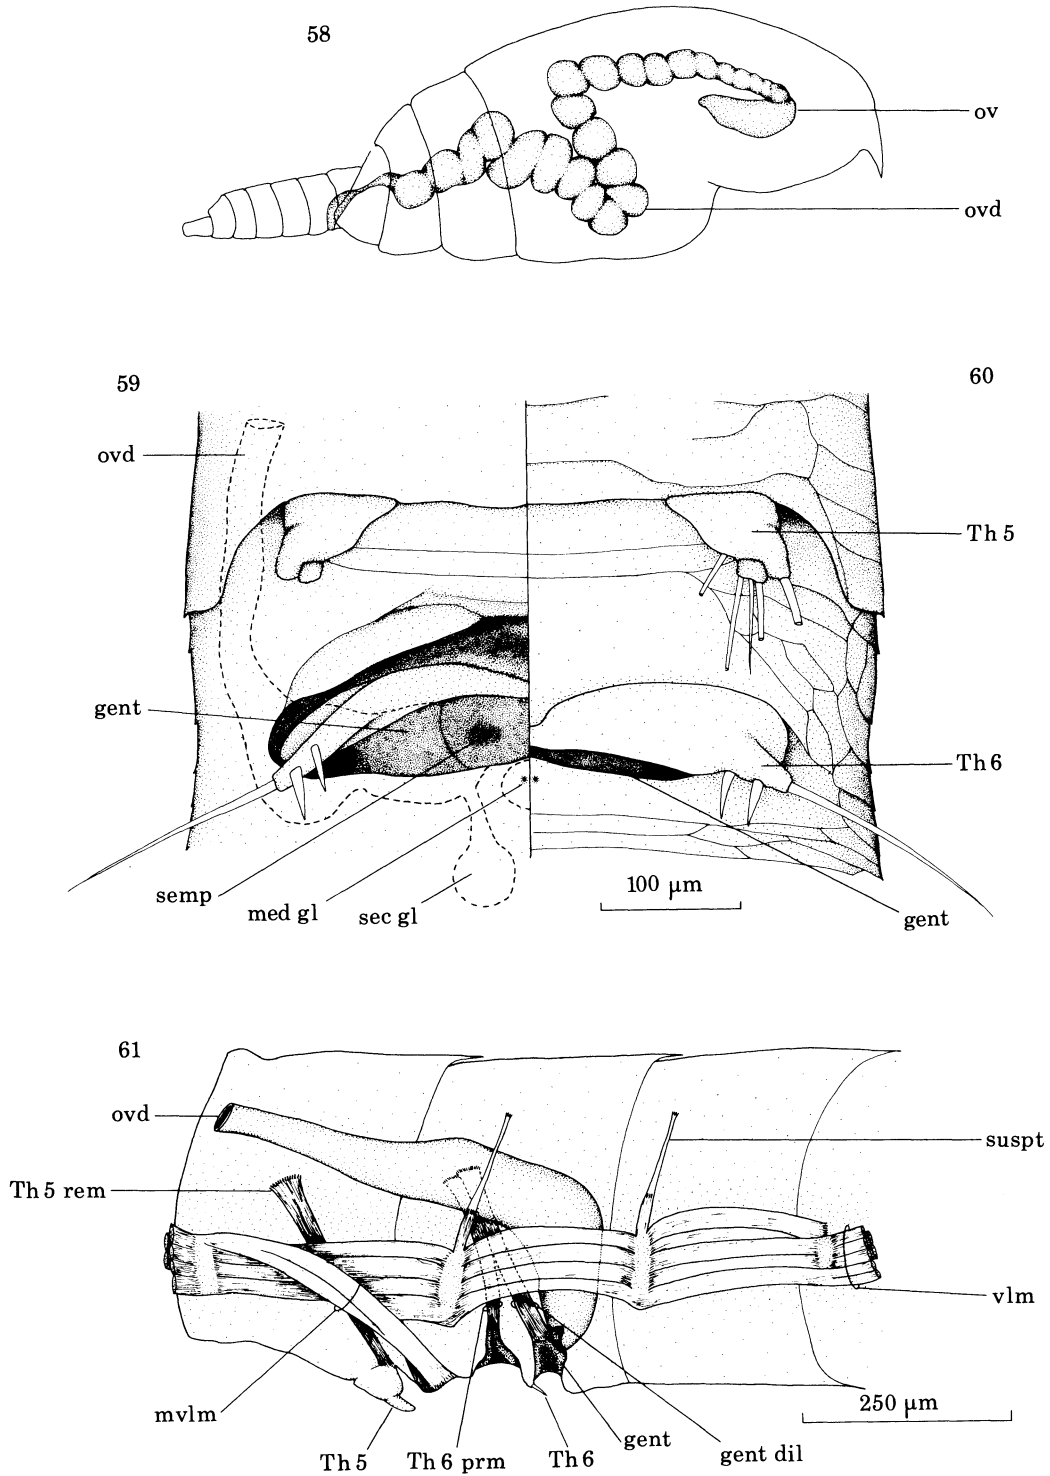 58
ov
ovd
59
60
ovd
Th 5
gent
Th 6
semp
med gl
sec gl
100 µm
gent
**
61
ovd
suspt
Th 5 rem
vlm
mvlm
250 µm
Th 5
Th 6 prm
Th 6
gent
gent dil